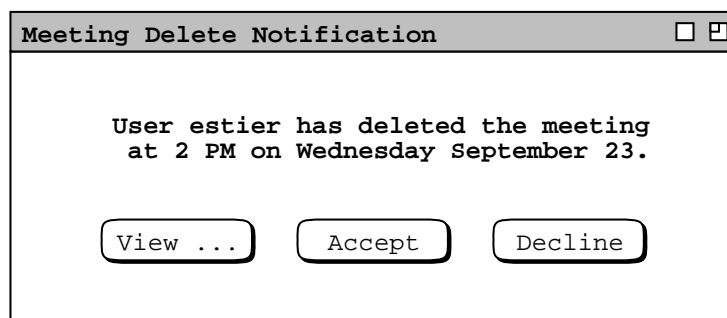 Meeting Delete Notification
User estier has deleted the meeting
at 2 PM on Wednesday September 23.
View ... Accept Decline